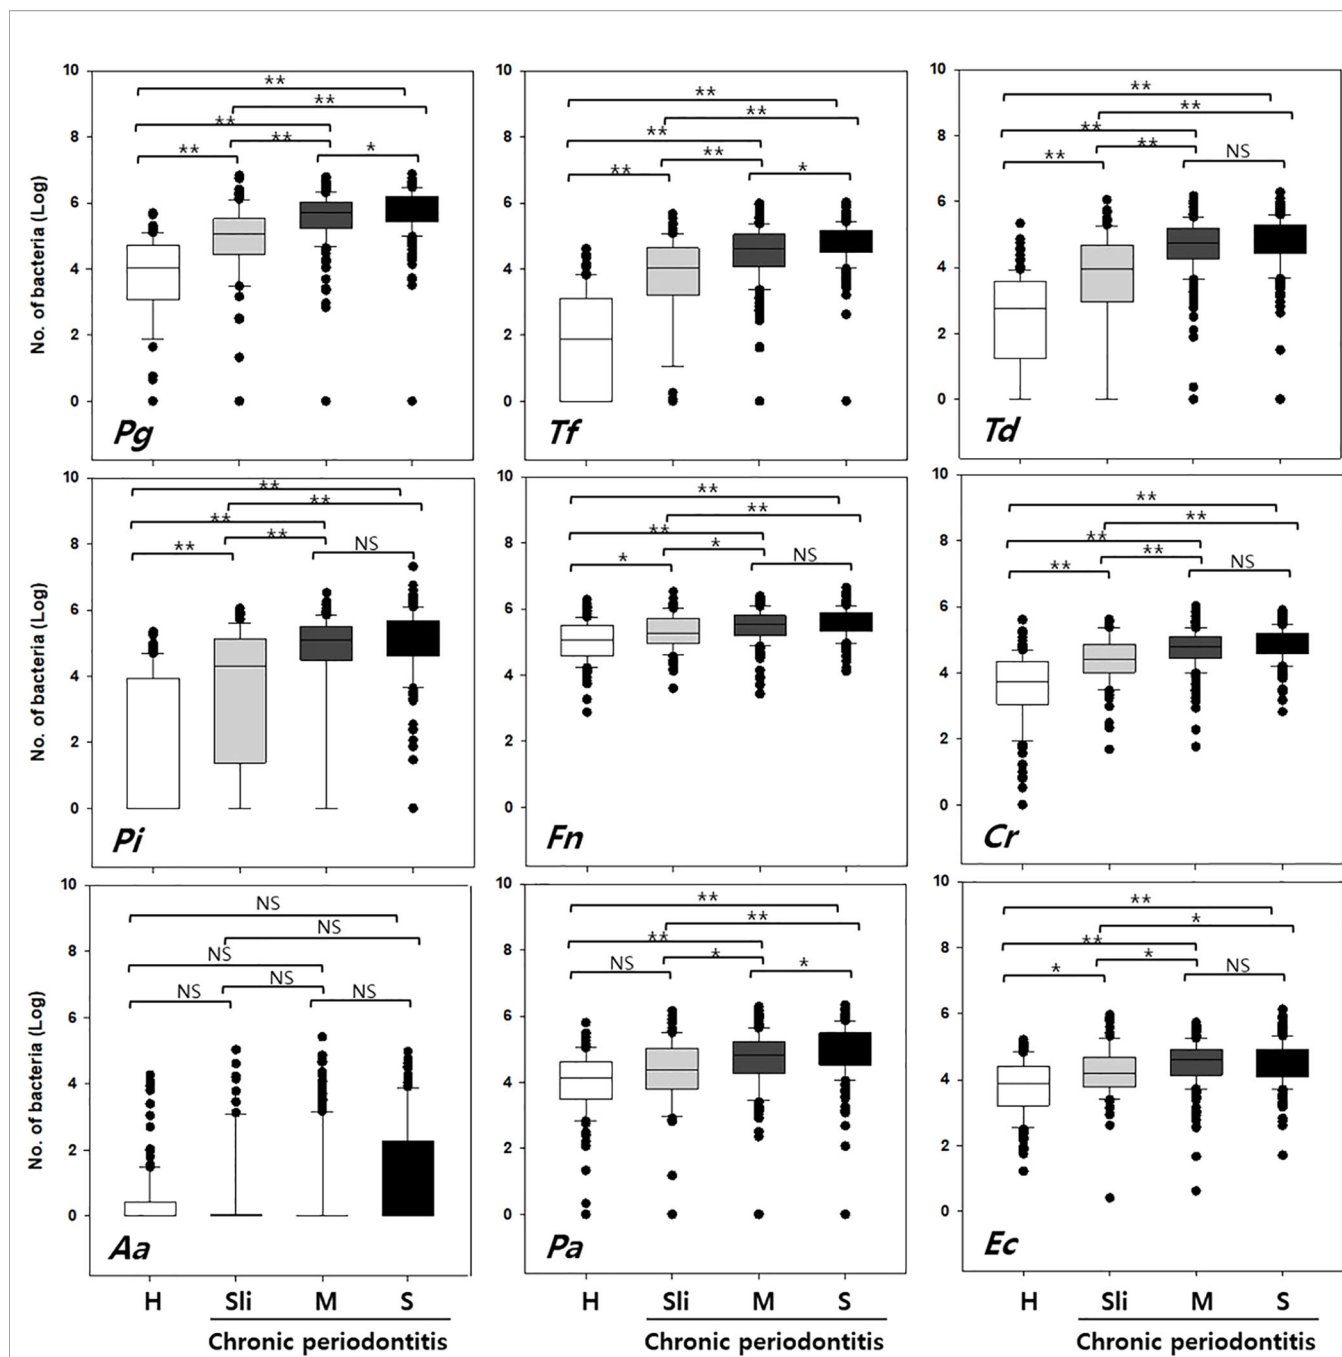 10 10 10
** ** **
** ** **
** ** **
** ** ** ** ** **
* * NS
8 8 8
6 6 6
4 4 4
2 2 2
0 0 0
No. of bacteria (Log)
Pg Tf Td
10 10 10
** ** **
** ** **
** ** **
** ** * * ** **
NS NS NS
8 8 8
6 6 6
4 4 4
2 2 2
0 0 0
No. of bacteria (Log)
Pi Fn Cr
10 10 10
NS ** **
NS ** *
NS ** **
NS NS NS * * *
NS * NS
8 8 8
6 6 6
4 4 4
2 2 2
0 0 0
No. of bacteria (Log)
Aa Pa Ec
H Sli M S H Sli M S H Sli M S
Chronic periodontitis Chronic periodontitis Chronic periodontitis